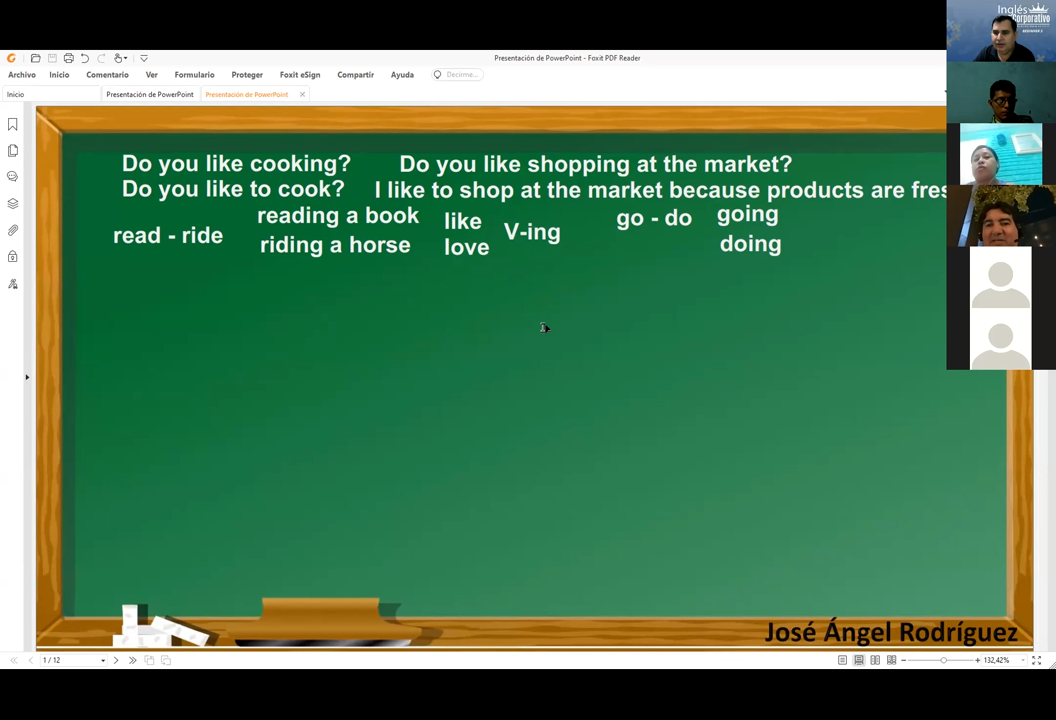 Inglés
Corporativo
Presentación de PowerPoint - Foxit PDF Reader
Archivo Inicio Comentario Ver Formulario Proteger Foxit eSign Compartir Ayuda Decirme...
Inicio Presentación de PowerPoint Presentación de PowerPoint
Do you like cooking? Do you like shopping at the market?
Do you like to cook? I like to shop at the market because products are fres
reading a book like go - do going
read - ride V-ing
riding a horse love doing
José Ángel Rodríguez
1 / 12 132,42%